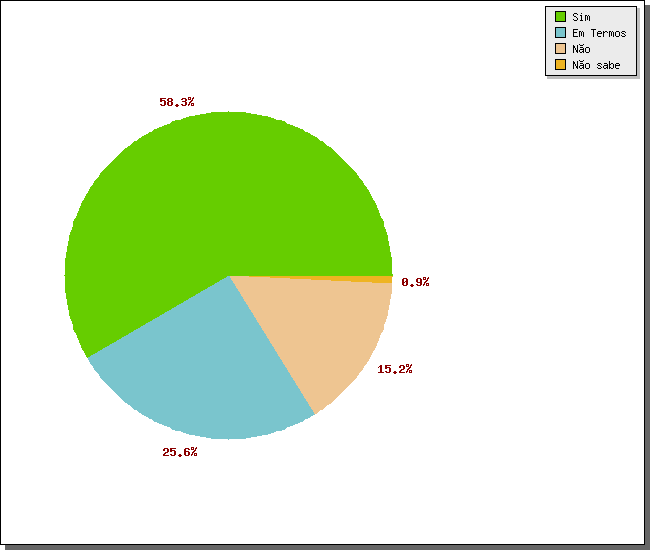 Sim
Em Termos
Não
Não sabe
58.3%
0.9%
15.2%
25.6%